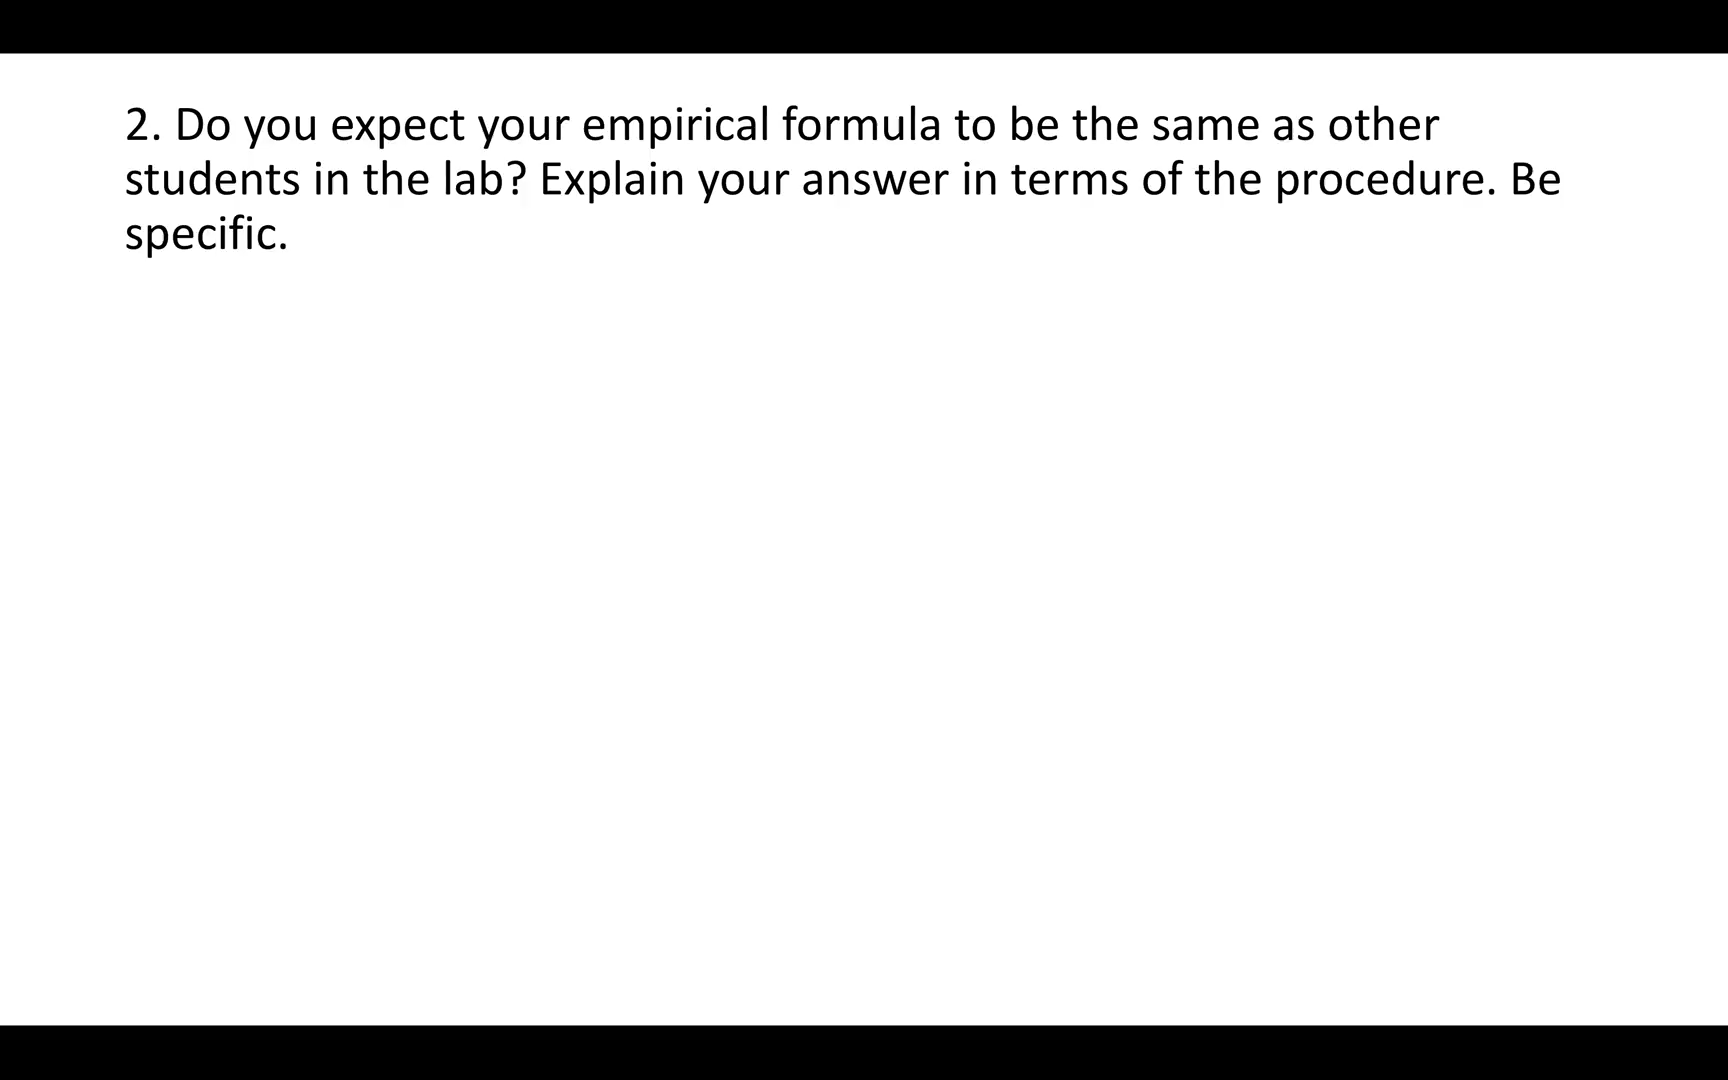 2. Do you expect your empirical formula to be the same as other
students in the lab? Explain your answer in terms of the procedure. Be
specific.